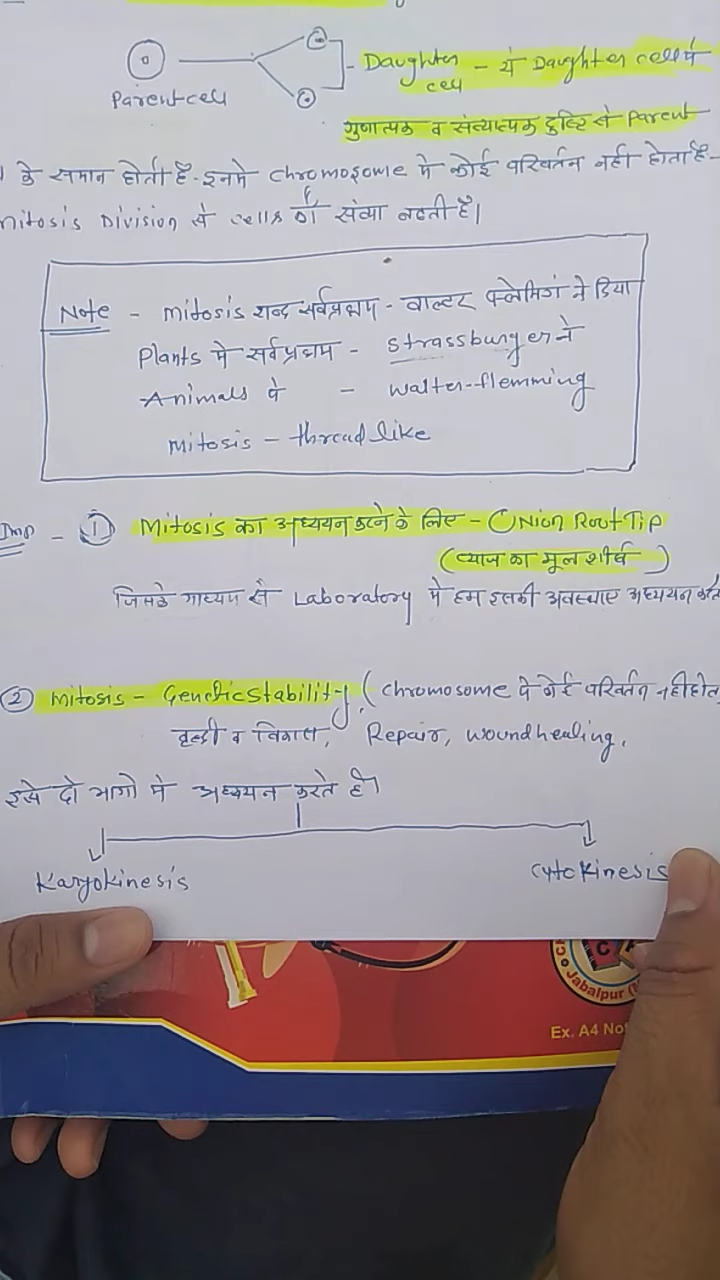 Parent cell
Daughter cell - ये Daughter cell मे
गुणात्मक व संख्यात्मक दृष्टि से Parent
के समान होती है - इनमे chromosome मे कोई परिवर्तन नही होता है -
mitosis Division से cells की संख्या बढती है।
Note - mitosis शब्द सर्वप्रथम - वाल्टर फ्लेमिंग ने दिया
Plants मे सर्वप्रथम - strassburger ने
Animals मे - walter-flemming
mitosis - thread like
Imp - ① Mitosis का अध्ययन करने के लिए - Onion Root Tip
(प्याज का मूल शीर्ष)
जिसके माध्यम से Laboratory मे हम इसकी अवस्थाए अध्ययन करते
② mitosis - Genetic stability (chromosome मे कोई परिवर्तन नही होता
वृद्धी व विकास, Repair, wound healing,
इसे दो भागो मे अध्ययन करते है।
Karyokinesis
Cytokinesis
Jabalpur
Ex. A4 No